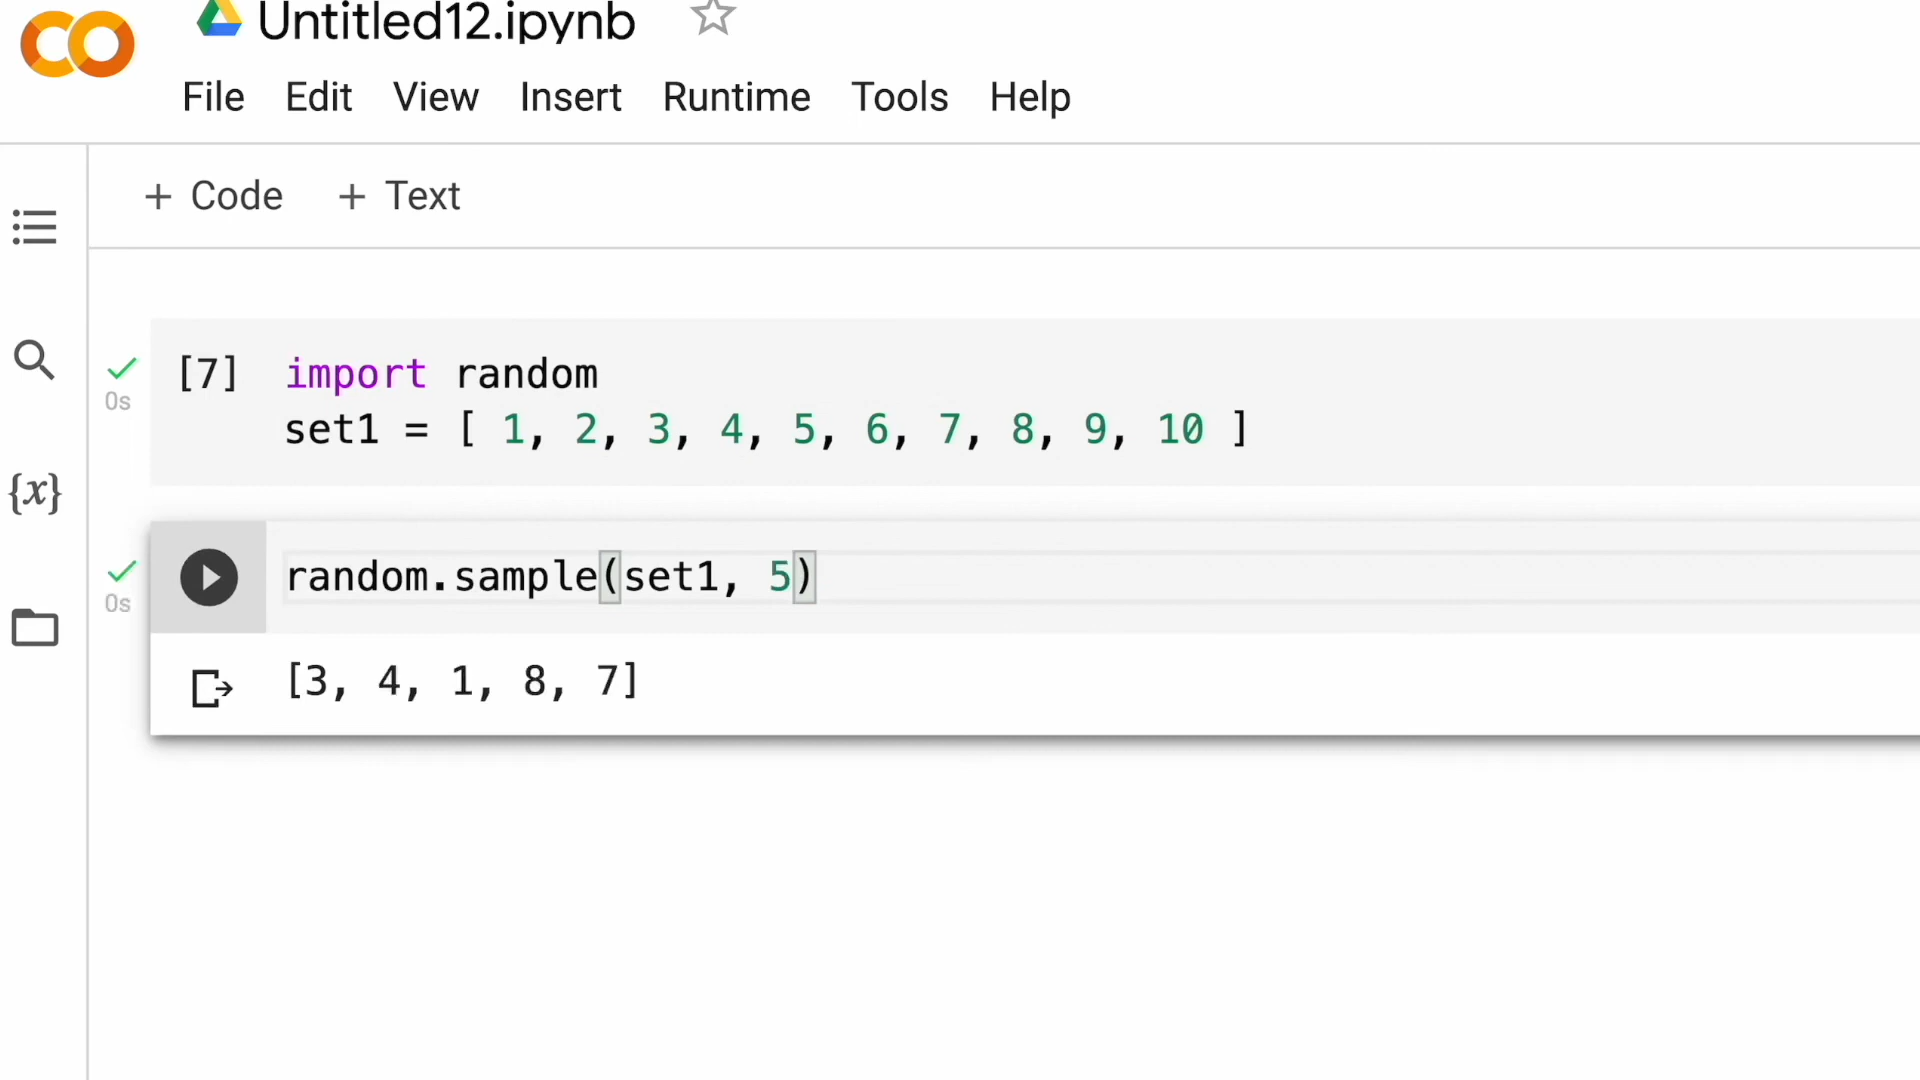 Untitled12.ipynb
File Edit View Insert Runtime Tools Help
+ Code + Text
[7] import random
set1 = [ 1, 2, 3, 4, 5, 6, 7, 8, 9, 10 ]
0s
random.sample(set1, 5)
0s
[3, 4, 1, 8, 7]
{x}